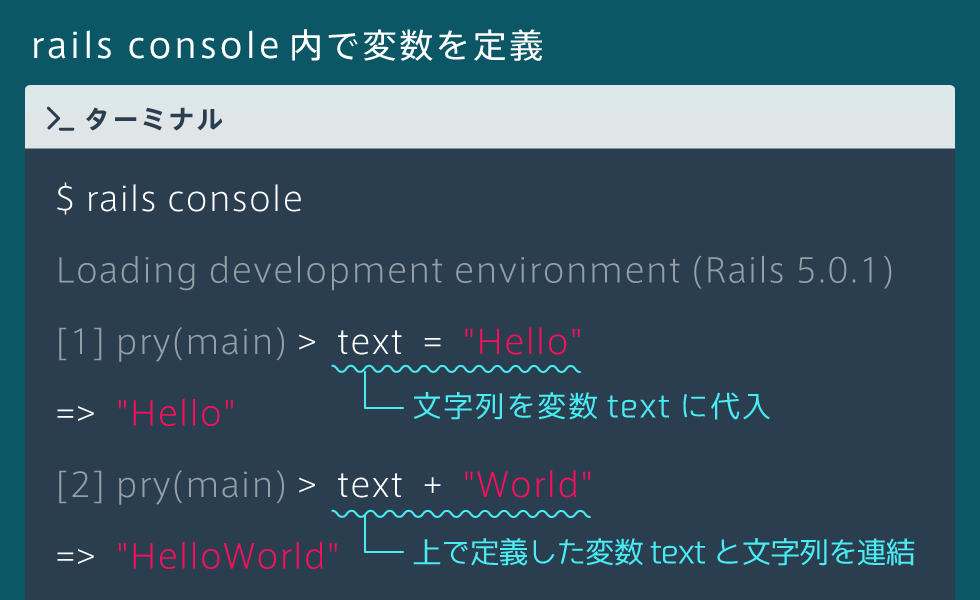 rails console 内で変数を定義
>_ ターミナル
$ rails console
Loading development environment (Rails 5.0.1)
[1] pry(main) > text = "Hello"
文字列を変数 text に代入
=> "Hello"
[2] pry(main) > text + "World"
上で定義した変数 text と文字列を連結
=> "HelloWorld"